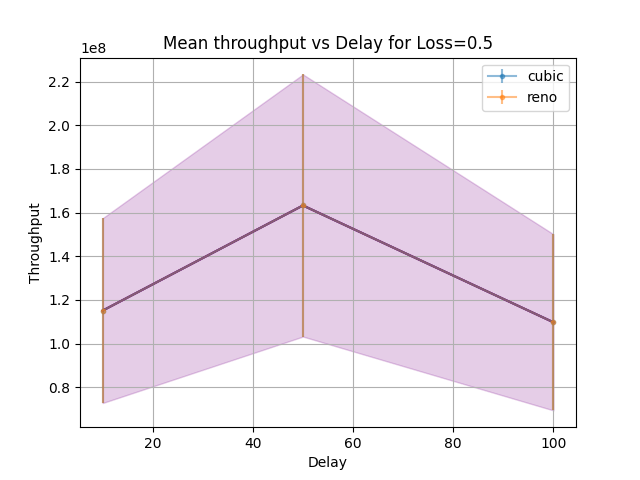 Mean throughput vs Delay for Loss=0.5
1e8
cubic
reno
2.2
2.0
1.8
1.6
1.4
1.2
1.0
0.8
Throughput
20 40 60 80 100
Delay